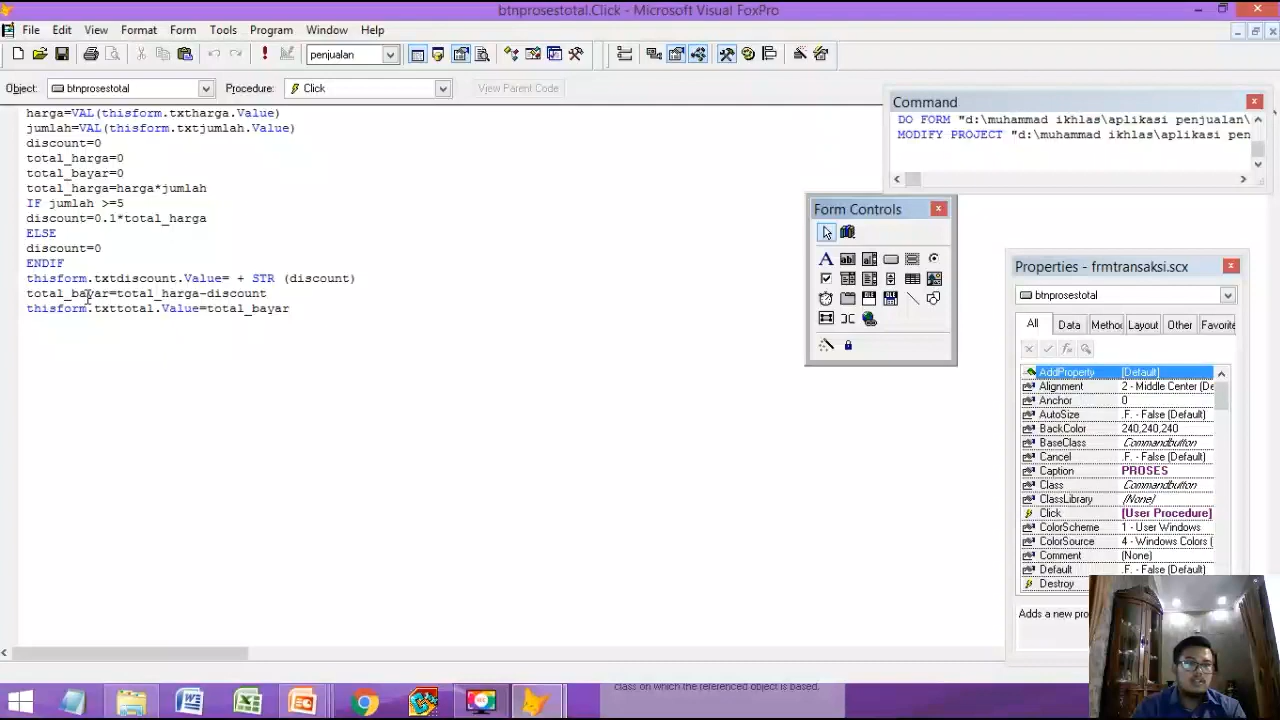 btnprosestotal.Click - Microsoft Visual FoxPro
File Edit View Format Form Tools Program Window Help
penjualan
Object: btnprosestotal Procedure: Click View Parent Code
harga=VAL(thisform.txtharga.Value)
jumlah=VAL(thisform.txtjumlah.Value)
discount=0
total_harga=0
total_bayar=0
total_harga=harga*jumlah
IF jumlah >=5
discount=0.1*total_harga
ELSE
discount=0
ENDIF
thisform.txtdiscount.Value= + STR (discount)
total_bayar=total_harga-discount
thisform.txttotal.Value=total_bayar
Command
DO FORM "d:\muhammad ikhlas\aplikasi penjualan\
MODIFY PROJECT "d:\muhammad ikhlas\aplikasi pen
Form Controls
Properties - frmtransaksi.scx
btnprosestotal
All Data Metho Layout Other Favorite
AddProperty [Default]
Alignment 2 - Middle Center (De
Anchor 0
AutoSize .F. - False (Default)
BackColor 240,240,240
BaseClass Commandbutton
Cancel .F. - False (Default)
Caption PROSES
Class Commandbutton
ClassLibrary (None)
Click [User Procedure]
ColorScheme 1 - User Windows
ColorSource 4 - Windows Colors (
Comment (None)
Default .F. - False (Default)
Destroy
Adds a new pro
class on which the referenced object is based.